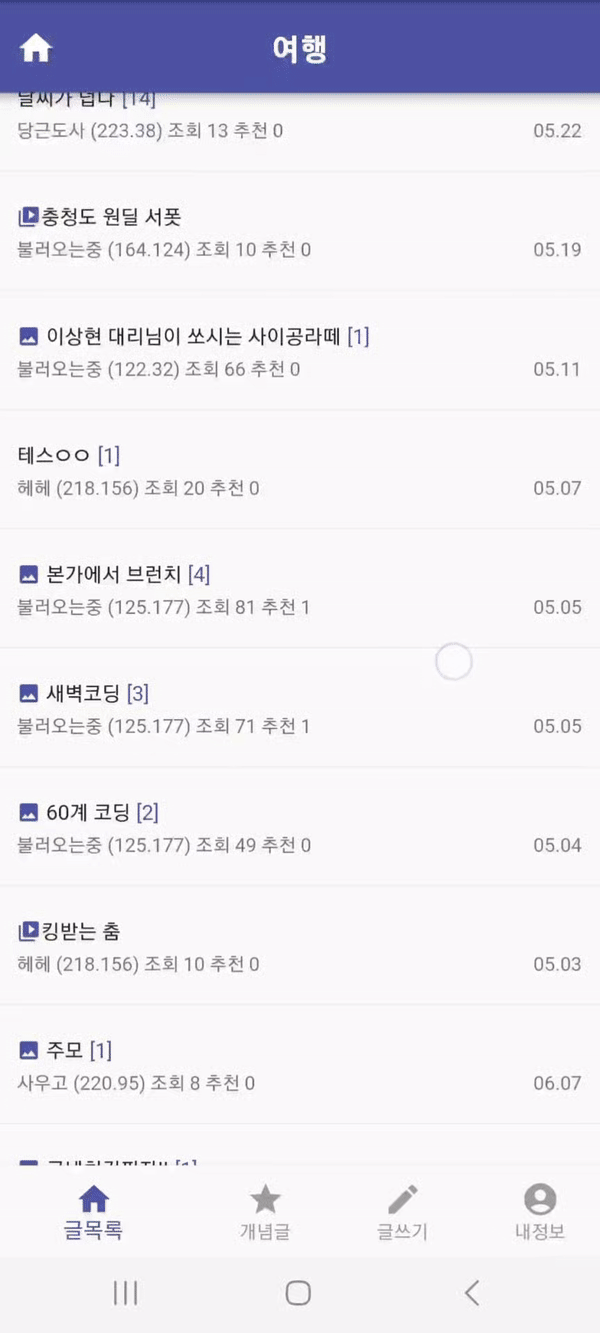 여행
날씨가 덥다 [14]
당근도사 (223.38) 조회 13 추천 0
05.22
충청도 원딜 서폿
불러오는중 (164.124) 조회 10 추천 0
05.19
이상현 대리님이 쏘시는 사이공라떼 [1]
불러오는중 (122.32) 조회 66 추천 0
05.11
테스ㅇㅇ [1]
헤헤 (218.156) 조회 20 추천 0
05.07
본가에서 브런치 [4]
불러오는중 (125.177) 조회 81 추천 1
05.05
새벽코딩 [3]
불러오는중 (125.177) 조회 71 추천 1
05.05
60계 코딩 [2]
불러오는중 (125.177) 조회 49 추천 0
05.04
킹받는 춤
헤헤 (218.156) 조회 10 추천 0
05.03
주모 [1]
사우고 (220.95) 조회 8 추천 0
06.07
[1]
글목록
개념글
글쓰기
내정보